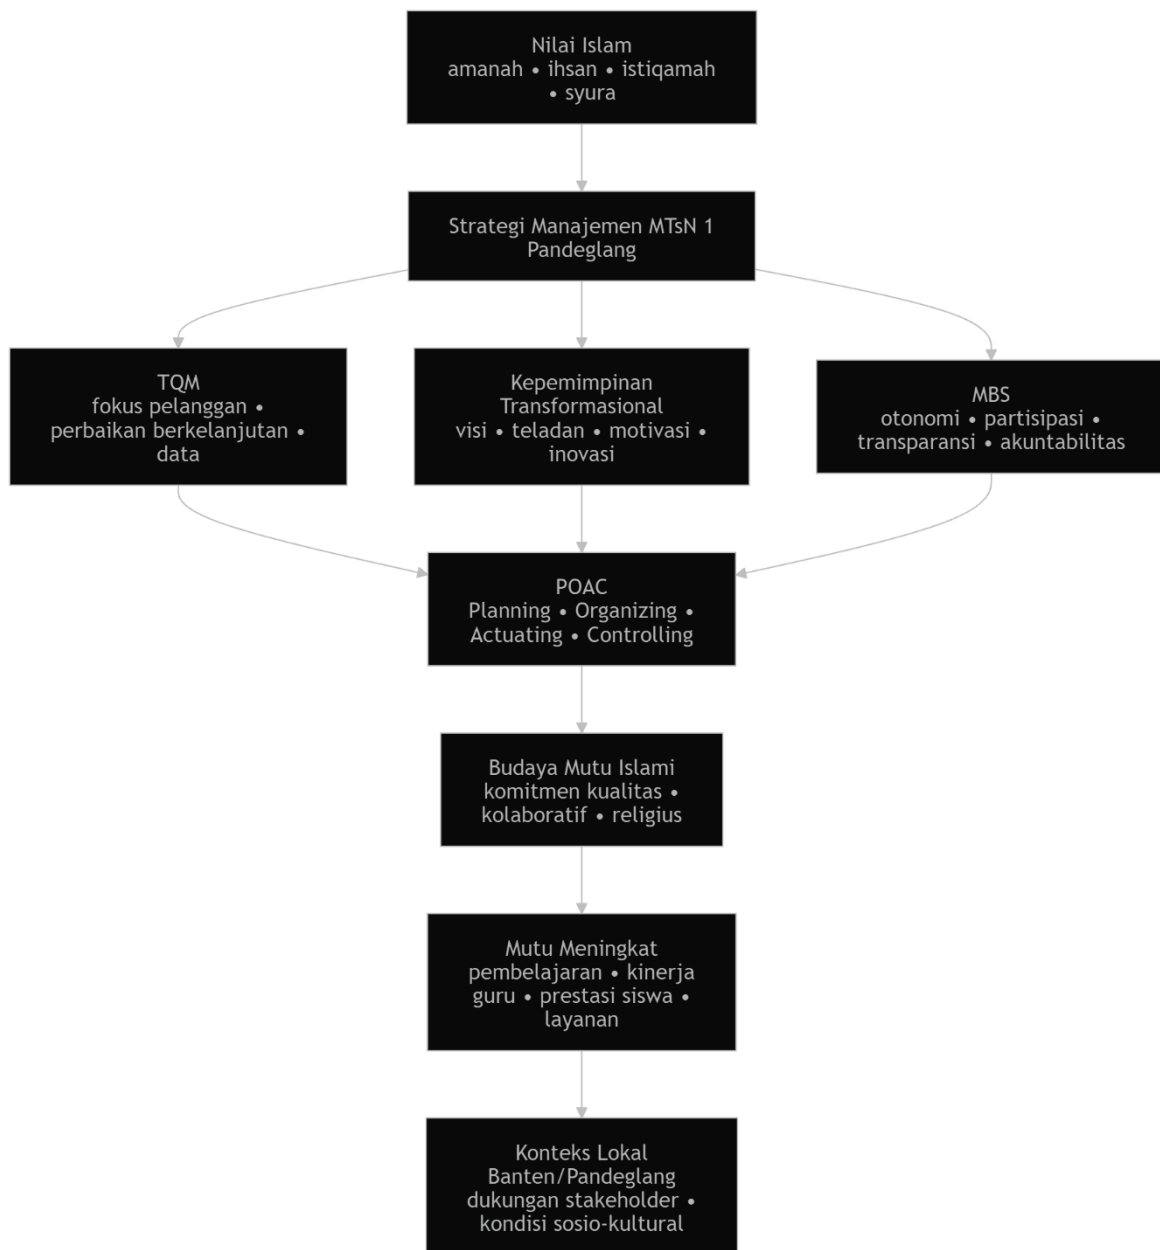 Nilai Islam
amanah • ihsan • istiqamah
• syura
Strategi Manajemen MTsN 1
Pandeglang
TQM
fokus pelanggan •
perbaikan berkelanjutan •
data
Kepemimpinan
Transformasional
visi • teladan • motivasi •
inovasi
MBS
otonomi • partisipasi •
transparansi • akuntabilitas
POAC
Planning • Organizing •
Actuating • Controlling
Budaya Mutu Islami
komitmen kualitas •
kolaboratif • religius
Mutu Meningkat
pembelajaran • kinerja
guru • prestasi siswa •
layanan
Konteks Lokal
Banten/Pandeglang
dukungan stakeholder •
kondisi sosio-kultural